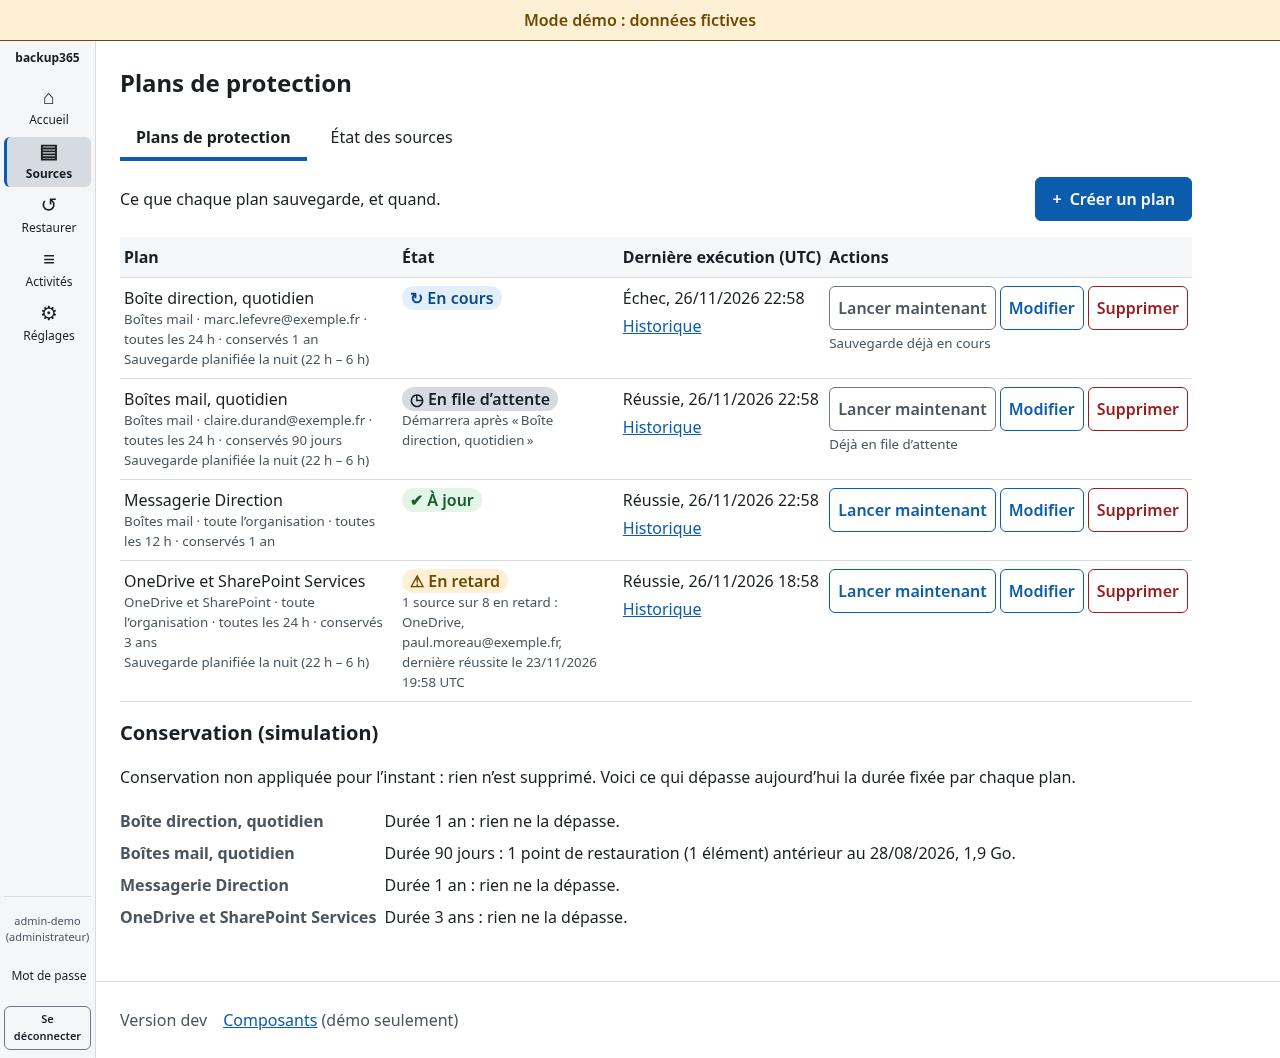 Mode démo : données fictives
backup365
Accueil
Sources
Restaurer
Activités
Réglages
admin-demo
(administrateur)
Mot de passe
Se
déconnecter
Plans de protection
Plans de protection
État des sources
Ce que chaque plan sauvegarde, et quand.
+ Créer un plan
Plan
État
Dernière exécution (UTC)
Actions
Boîte direction, quotidien
Boîtes mail · marc.lefevre@exemple.fr ·
toutes les 24 h · conservés 1 an
Sauvegarde planifiée la nuit (22 h – 6 h)
↻ En cours
Échec, 26/11/2026 22:58
Historique
Lancer maintenant
Modifier
Supprimer
Sauvegarde déjà en cours
Boîtes mail, quotidien
Boîtes mail · claire.durand@exemple.fr ·
toutes les 24 h · conservés 90 jours
Sauvegarde planifiée la nuit (22 h – 6 h)
◷ En file d’attente
Démarrera après « Boîte
direction, quotidien »
Réussie, 26/11/2026 22:58
Historique
Lancer maintenant
Modifier
Supprimer
Déjà en file d’attente
Messagerie Direction
Boîtes mail · toute l’organisation · toutes
les 12 h · conservés 1 an
✔ À jour
Réussie, 26/11/2026 22:58
Historique
Lancer maintenant
Modifier
Supprimer
OneDrive et SharePoint Services
OneDrive et SharePoint · toute
l’organisation · toutes les 24 h · conservés
3 ans
Sauvegarde planifiée la nuit (22 h – 6 h)
⚠ En retard
1 source sur 8 en retard :
OneDrive,
paul.moreau@exemple.fr,
dernière réussite le 23/11/2026
19:58 UTC
Réussie, 26/11/2026 18:58
Historique
Lancer maintenant
Modifier
Supprimer
Conservation (simulation)
Conservation non appliquée pour l’instant : rien n’est supprimé. Voici ce qui dépasse aujourd’hui la durée fixée par chaque plan.
Boîte direction, quotidien
Durée 1 an : rien ne la dépasse.
Boîtes mail, quotidien
Durée 90 jours : 1 point de restauration (1 élément) antérieur au 28/08/2026, 1,9 Go.
Messagerie Direction
Durée 1 an : rien ne la dépasse.
OneDrive et SharePoint Services
Durée 3 ans : rien ne la dépasse.
Version dev
Composants (démo seulement)